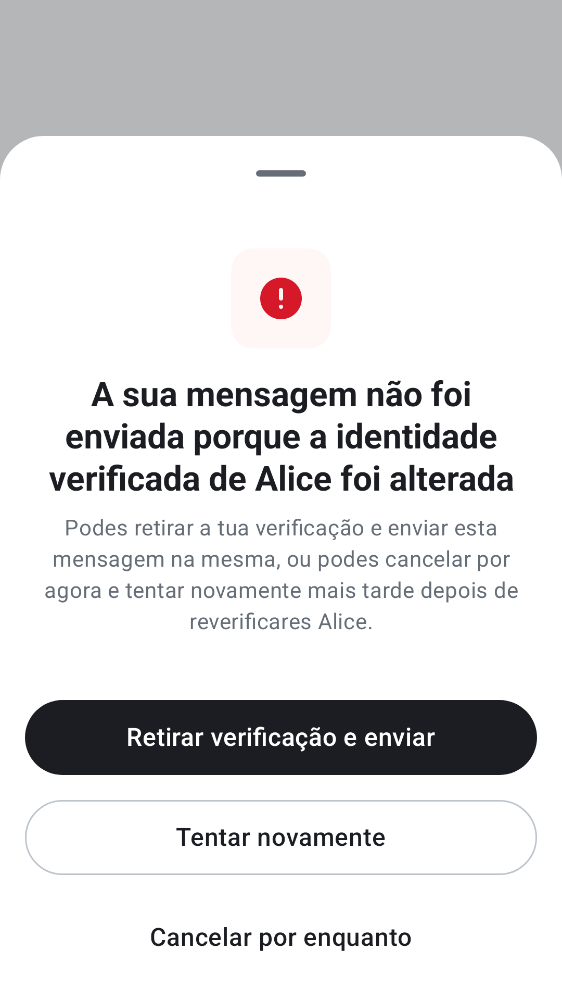 A sua mensagem não foi
enviada porque a identidade
verificada de Alice foi alterada
Podes retirar a tua verificação e enviar esta
mensagem na mesma, ou podes cancelar por
agora e tentar novamente mais tarde depois de
reverificares Alice.
Retirar verificação e enviar
Tentar novamente
Cancelar por enquanto